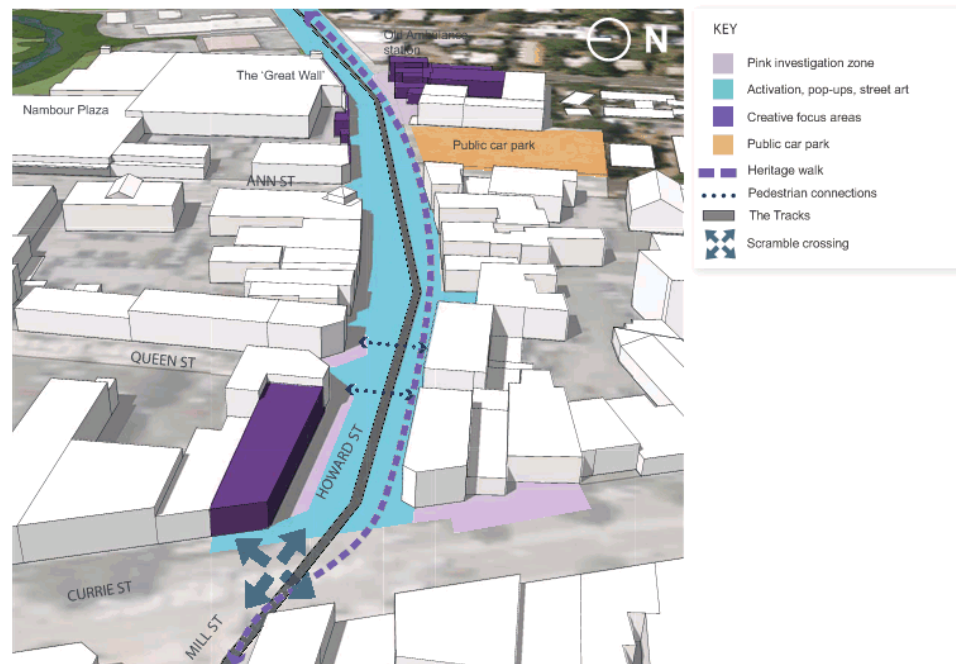 Old Ambulance
station
N
The 'Great Wall'
Nambour Plaza
Public car park
ANN ST
QUEEN ST
HOWARD ST
CURRIE ST
MILL ST
KEY
Pink investigation zone
Activation, pop-ups, street art
Creative focus areas
Public car park
Heritage walk
Pedestrian connections
The Tracks
Scramble crossing